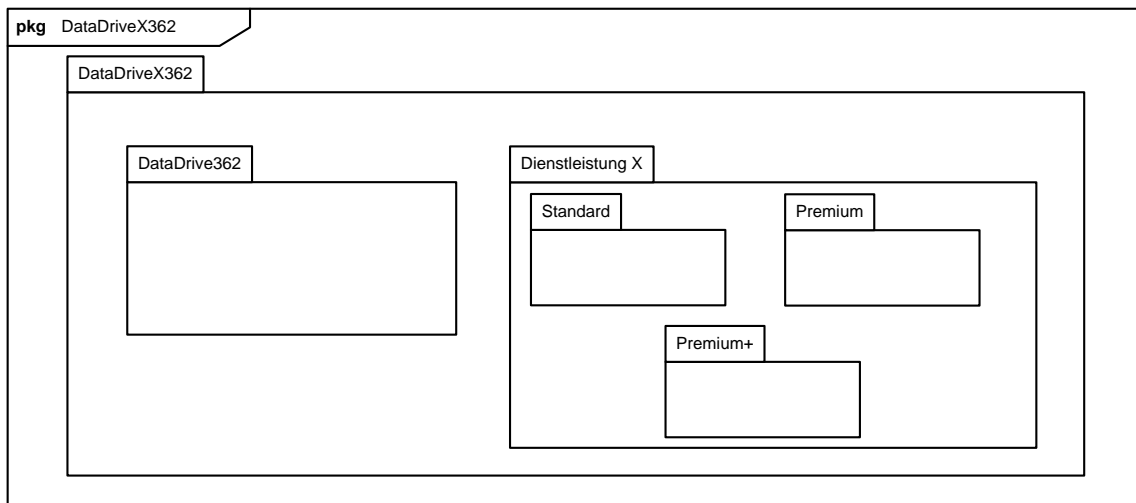 pkg DataDriveX362
DataDriveX362
DataDrive362
Dienstleistung X
Standard
Premium
Premium+